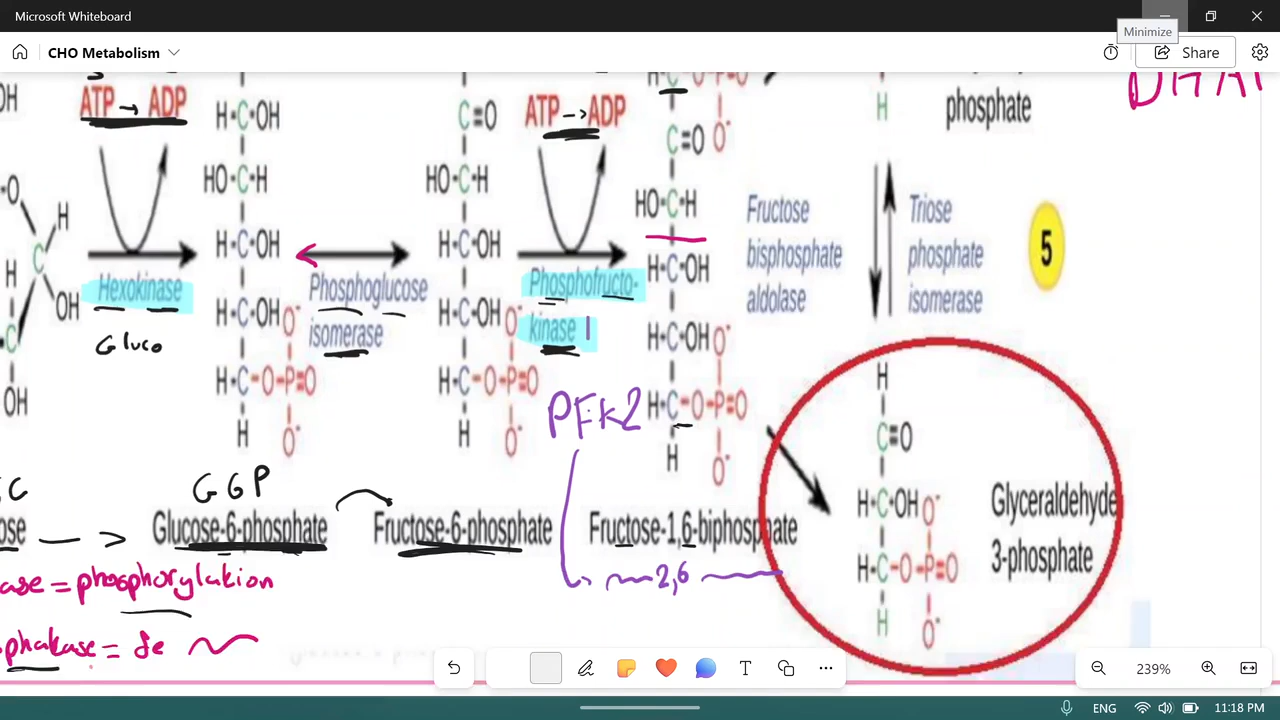 Microsoft Whiteboard
Minimize
CHO Metabolism
Share
ATP → ADP
ATP → ADP
phosphate
DHAP
Hexokinase
Gluco
Phosphoglucose
isomerase
Phosphofructo-
kinase 1
PFK2
Fructose
bisphosphate
aldolase
Triose
phosphate
isomerase
5
G6P
Glucose-6-phosphate
Fructose-6-phosphate
Fructose-1,6-biphosphate
2,6
Glyceraldehyde
3-phosphate
ase = phosphorylation
phatase = de
H
C=O
HO-C-H
H-C-OH
H-C-OH
H-C-O-P=O
H
H-C-OH
HO-C-H
H-C-OH
H-C-OH
H-C-O-P=O
H
C=O
HO-C-H
H-C-OH
H-C-OH
H-C-O-P=O
H
H
C=O
H-C-OH
H-C-O-P=O
H
239%
ENG
11:18 PM